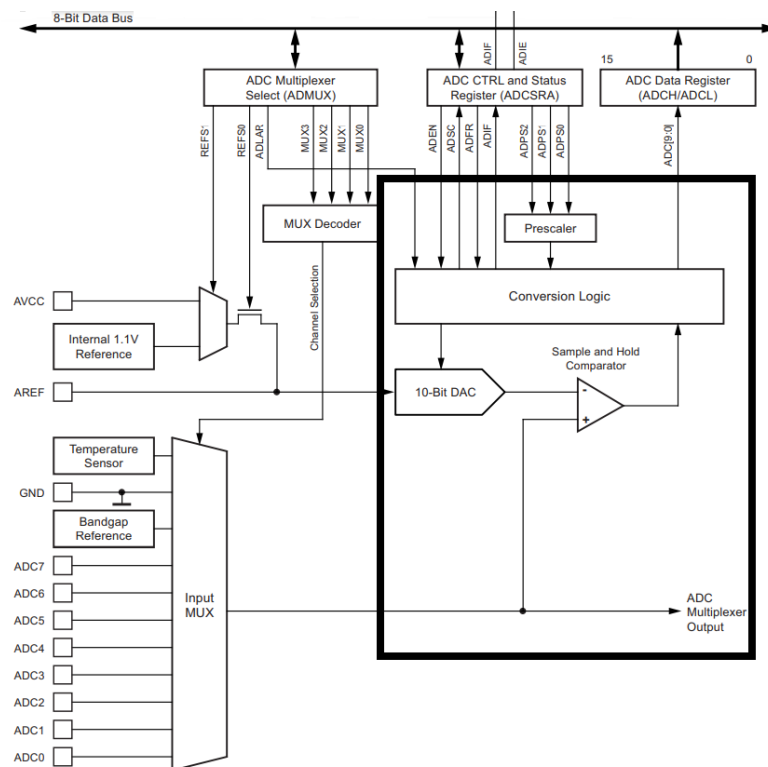 8-Bit Data Bus
ADIF
ADIE
15
0
ADC Multiplexer
Select (ADMUX)
ADC CTRL and Status
Register (ADCSRA)
ADC Data Register
(ADCH/ADCL)
REFS1
REFS0
ADLAR
MUX3
MUX2
MUX1
MUX0
ADEN
ADSC
ADFR
ADIF
ADPS2
ADPS1
ADPS0
ADC[9:0]
MUX Decoder
Prescaler
Channel Selection
Conversion Logic
AVCC
Internal 1.1V
Reference
AREF
Sample and Hold
Comparator
10-Bit DAC
-
+
Temperature
Sensor
GND
Bandgap
Reference
ADC7
ADC6
ADC5
ADC4
ADC3
ADC2
ADC1
ADC0
Input
MUX
ADC
Multiplexer
Output